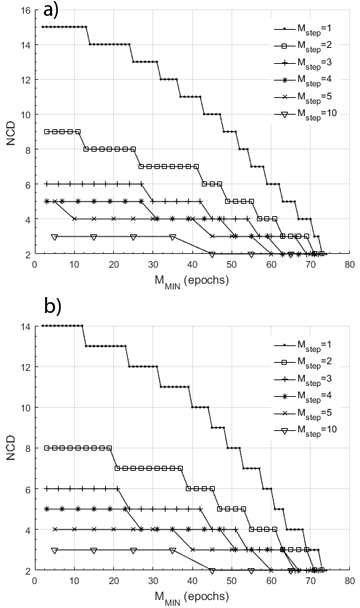 a)
16
14
12
10
8
6
4
2
NCD
0 10 20 30 40 50 60 70 80
M_MIN (epochs)
M_step=1
M_step=2
M_step=3
M_step=4
M_step=5
M_step=10
b)
14
12
10
8
6
4
2
NCD
0 10 20 30 40 50 60 70 80
M_MIN (epochs)
M_step=1
M_step=2
M_step=3
M_step=4
M_step=5
M_step=10